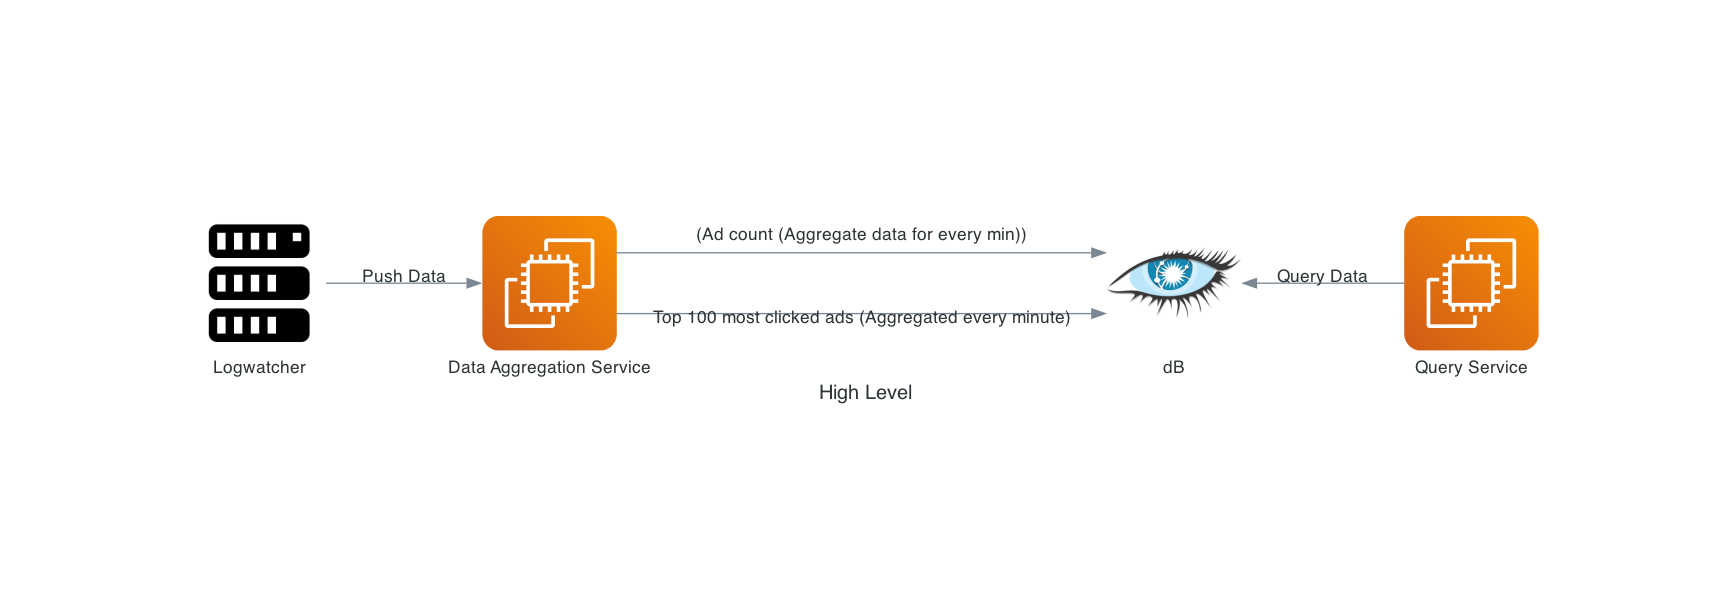 (Ad count (Aggregate data for every min))
Push Data
Query Data
Top 100 most clicked ads (Aggregated every minute)
Logwatcher
Data Aggregation Service
dB
Query Service
High Level